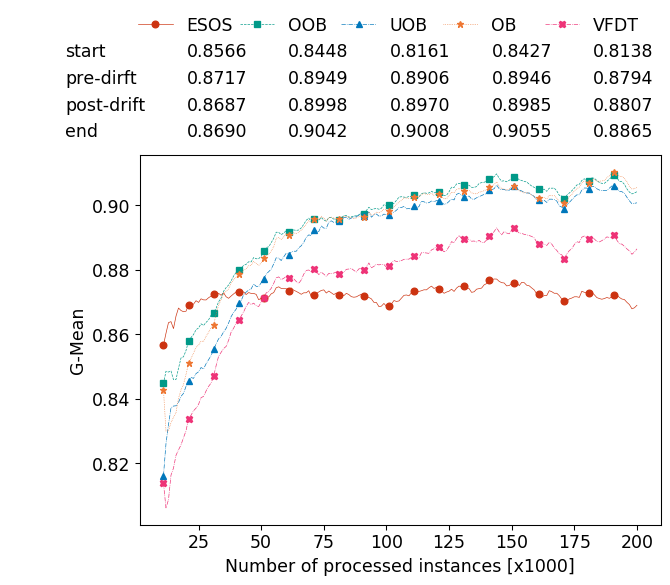 ESOS OOB UOB OB VFDT
start 0.8566 0.8448 0.8161 0.8427 0.8138
pre-dirft 0.8717 0.8949 0.8906 0.8946 0.8794
post-drift 0.8687 0.8998 0.8970 0.8985 0.8807
end 0.8690 0.9042 0.9008 0.9055 0.8865
0.90
0.88
0.86
0.84
0.82
G-Mean
25 50 75 100 125 150 175 200
Number of processed instances [x1000]